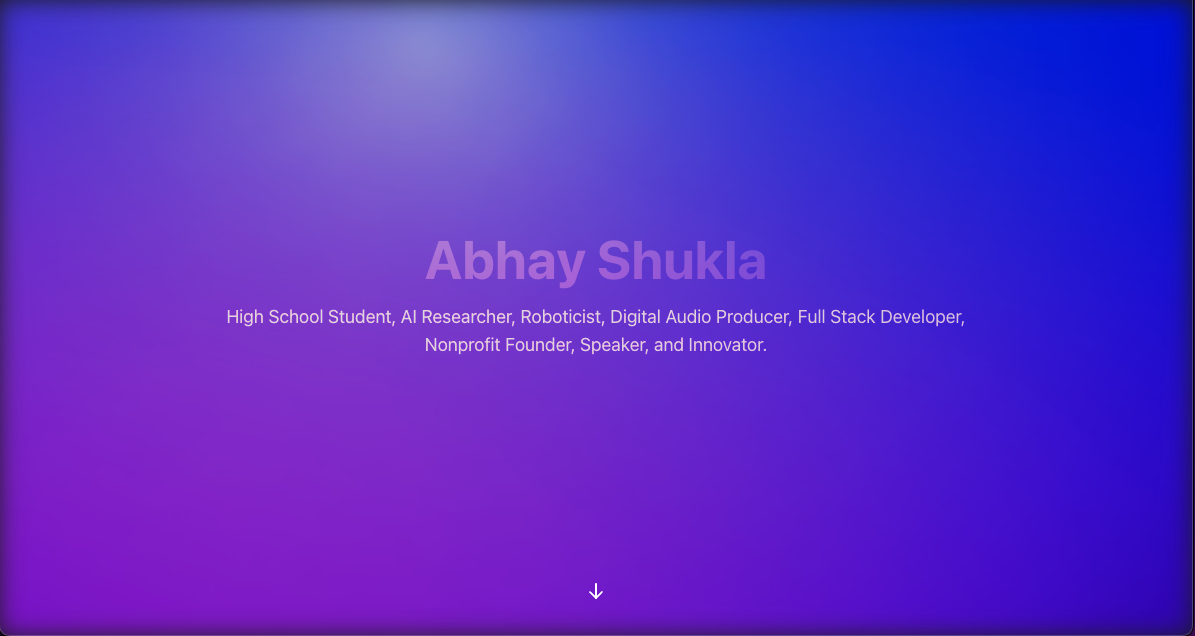 Abhay Shukla
High School Student, AI Researcher, Roboticist, Digital Audio Producer, Full Stack Developer,
Nonprofit Founder, Speaker, and Innovator.